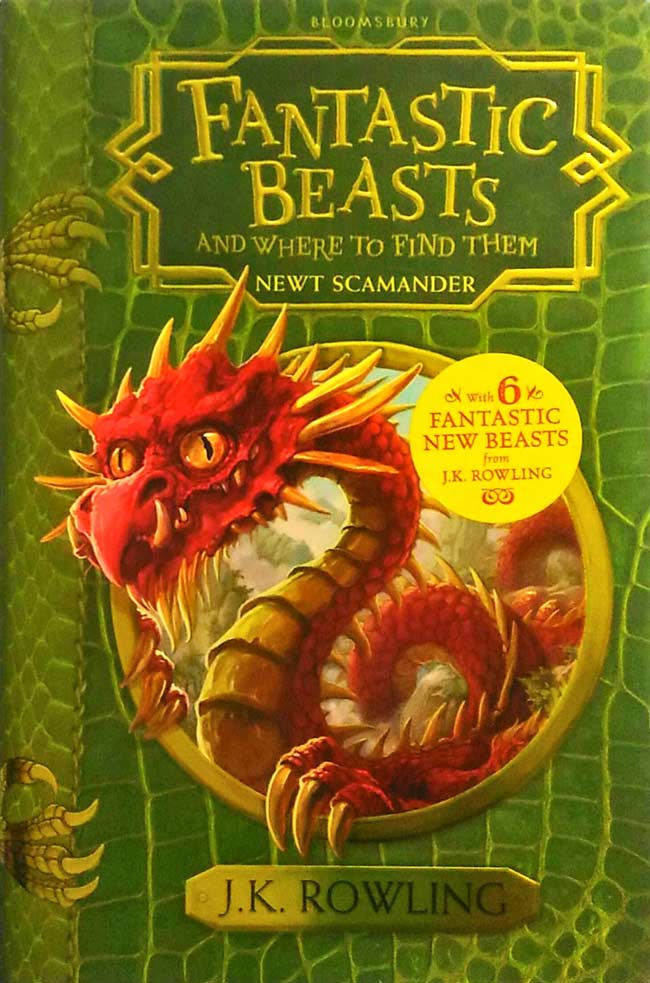 BLOOMSBURY
FANTASTIC
BEASTS
AND WHERE TO FIND THEM
NEWT SCAMANDER
With 6
FANTASTIC
NEW BEASTS
from
J.K. ROWLING
J.K. ROWLING